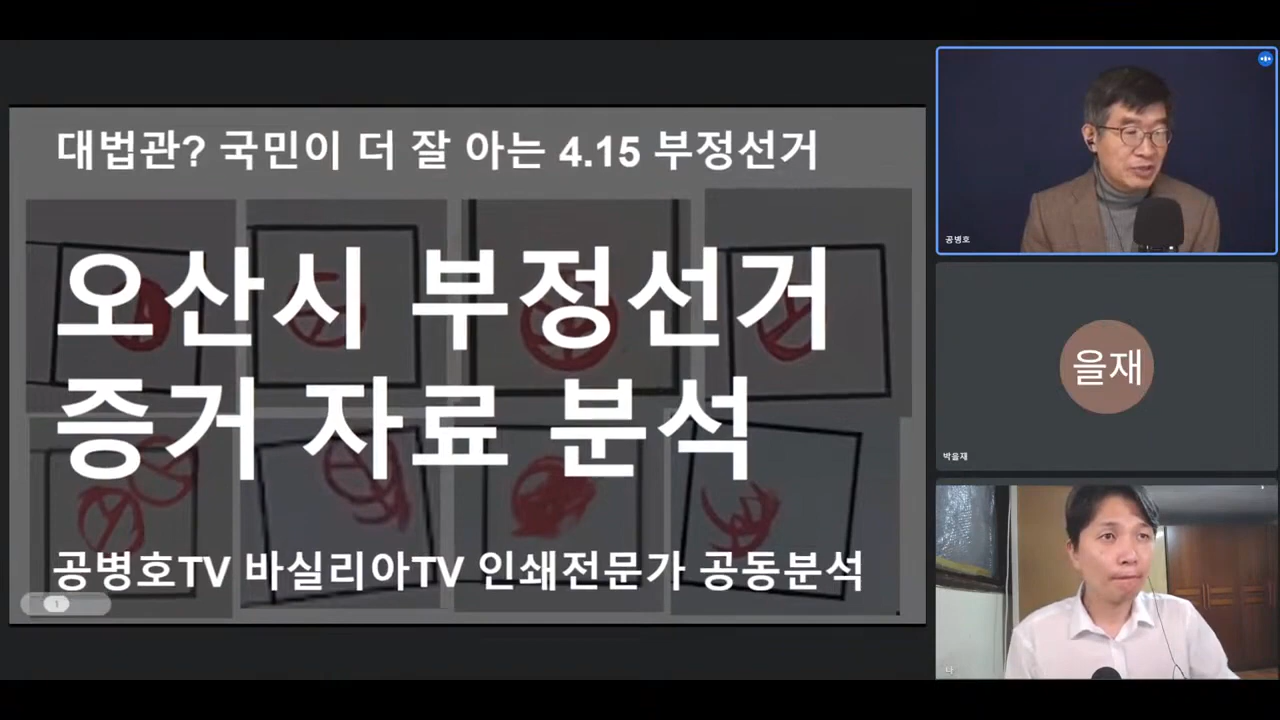 대법관? 국민이 더 잘 아는 4.15 부정선거
오산시 부정선거
증거 자료 분석
공병호TV 바실리아TV 인쇄전문가 공동분석
1
공병호
을재
박을재
나